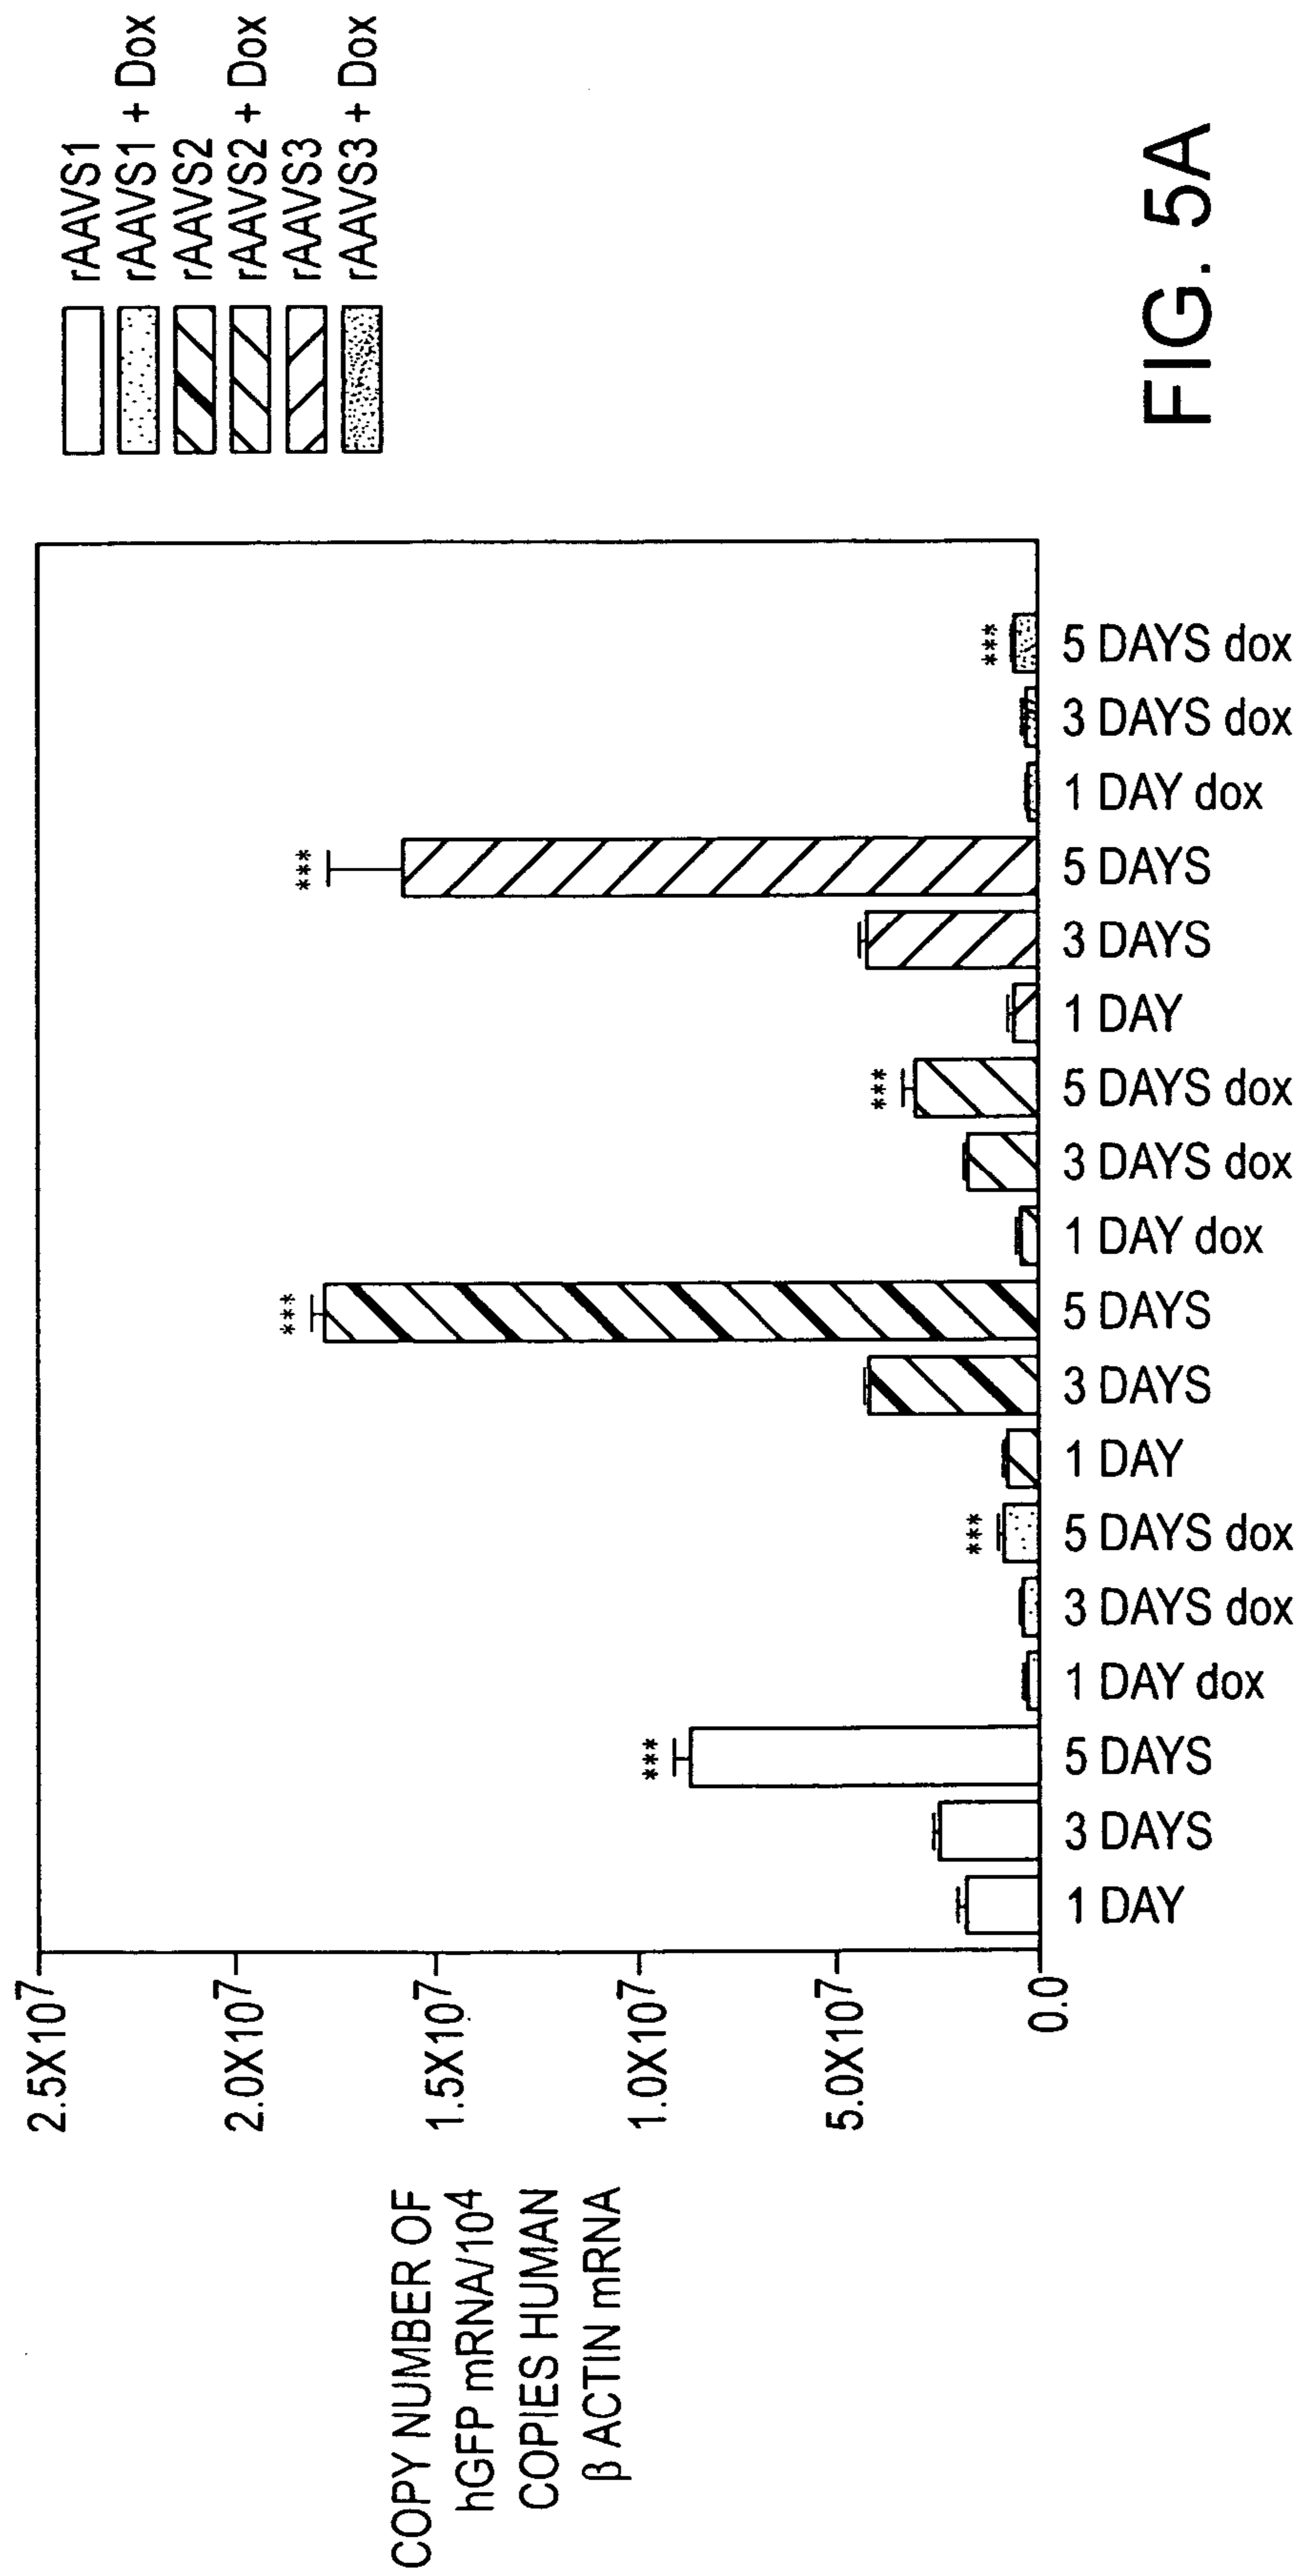 rAAVS1
rAAVS1 + Dox
rAAVS2
rAAVS2 + Dox
rAAVS3
rAAVS3 + Dox
2.5X10⁷
2.0X10⁷
1.5X10⁷
1.0X10⁷
5.0X10⁷
0.0
COPY NUMBER OF
hGFP mRNA/10⁴
COPIES HUMAN
β ACTIN mRNA
***
***
***
***
***
***
1 DAY
3 DAYS
5 DAYS
1 DAY dox
3 DAYS dox
5 DAYS dox
1 DAY
3 DAYS
5 DAYS
1 DAY dox
3 DAYS dox
5 DAYS dox
1 DAY
3 DAYS
5 DAYS
1 DAY dox
3 DAYS dox
5 DAYS dox
FIG. 5A